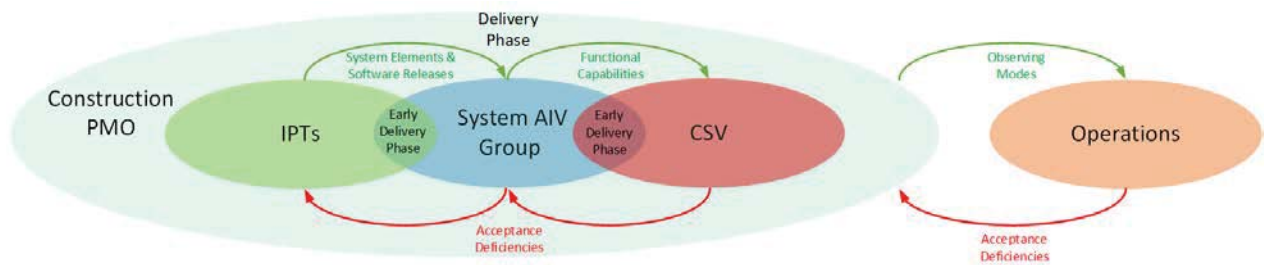 Delivery
Phase
System Elements &
Software Releases
Functional
Capabilities
Observing
Modes
Construction
PMO
IPTs
Early
Delivery
Phase
System AIV
Group
Early
Delivery
Phase
CSV
Operations
Acceptance
Deficiencies
Acceptance
Deficiencies